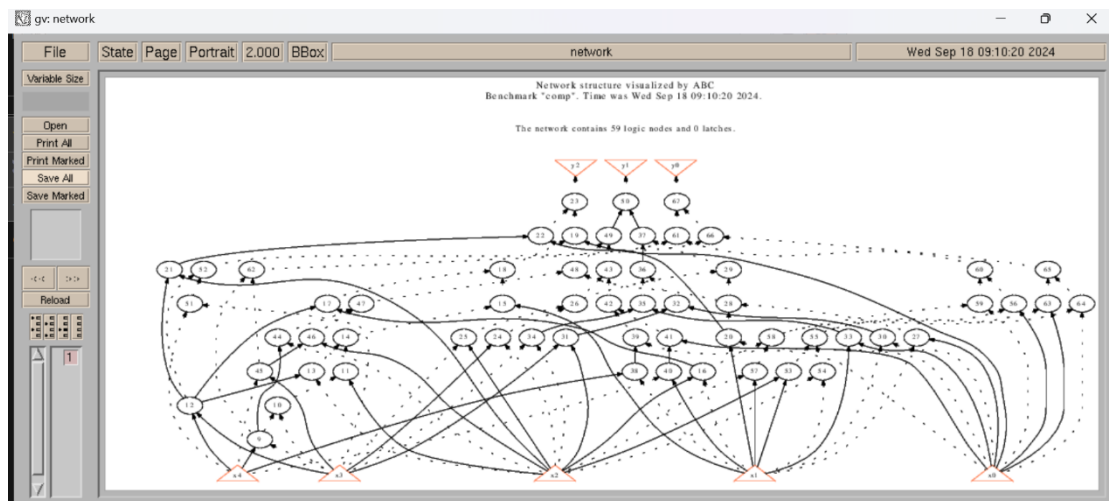 gv: network
File State Page Portrait 2.000 BBox network Wed Sep 18 09:10:20 2024
Variable Size
Open
Print All
Print Marked
Save All
Save Marked
Reload
1
Network structure visualized by ABC
Benchmark "comp". Time was Wed Sep 18 09:10:20 2024.
The network contains 59 logic nodes and 0 latches.
y2 y1 y0
23 50 67
22 19 49 37 61 66
21 52 62 18 48 43 36 29 60 65
51 17 47 15 26 42 35 32 28 59 56 63 64
44 46 14 25 24 34 31 39 41 20 58 55 33 30 27
45 13 11 38 40 16 57 53 54
12 10
9
x4 x3 x2 x1 x0